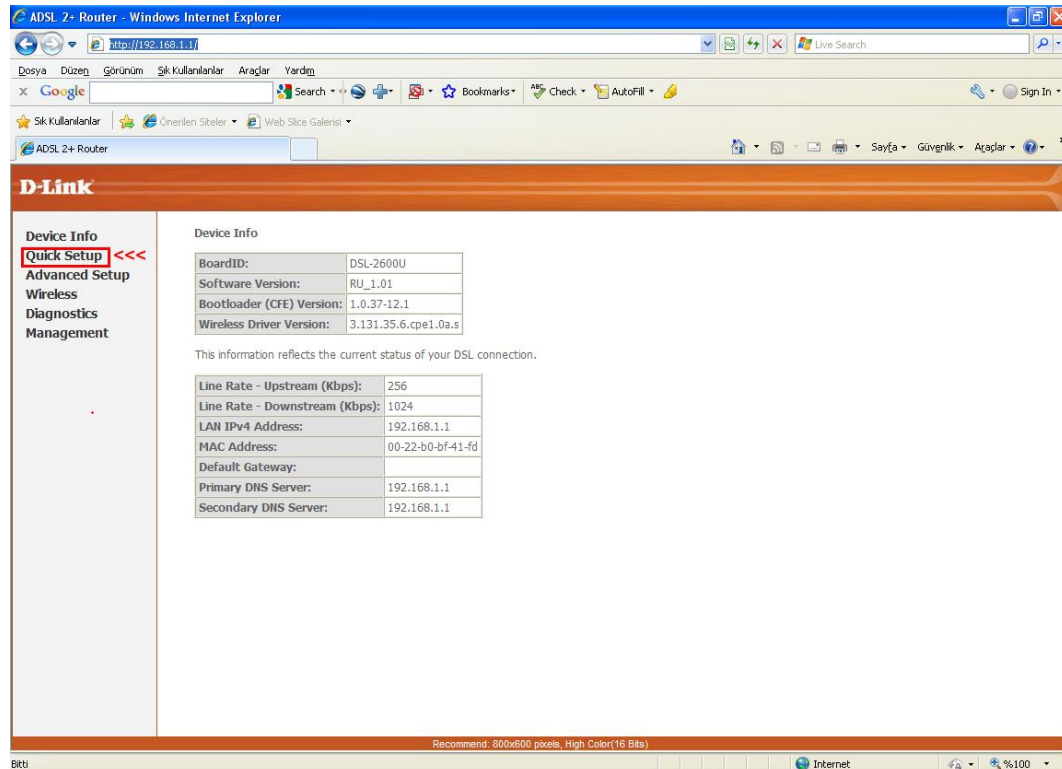 ADSL 2+ Router - Windows Internet Explorer
http://192.168.1.1/
Live Search
Dosya Düzen Görünüm Sık Kullanılanlar Araçlar Yardım
x Google Search Bookmarks Check AutoFill Sign In
Sık Kullanılanlar Önerilen Siteler Web Slice Galerisi
ADSL 2+ Router Sayfa Güvenlik Araçlar
D-Link
Device Info
Quick Setup <<<
Advanced Setup
Wireless
Diagnostics
Management
Device Info
BoardID: DSL-2600U
Software Version: RU_1.01
Bootloader (CFE) Version: 1.0.37-12.1
Wireless Driver Version: 3.131.35.6.cpe1.0a.s
This information reflects the current status of your DSL connection.
Line Rate - Upstream (Kbps): 256
Line Rate - Downstream (Kbps): 1024
LAN IPv4 Address: 192.168.1.1
MAC Address: 00-22-b0-bf-41-fd
Default Gateway:
Primary DNS Server: 192.168.1.1
Secondary DNS Server: 192.168.1.1
Recommend: 800x600 pixels, High Color(16 Bits)
Bitti Internet %100